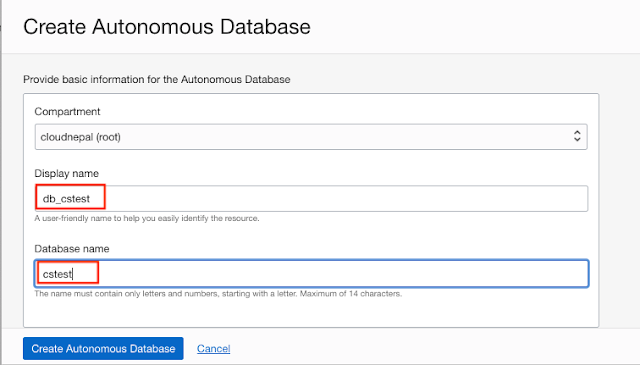 Create Autonomous Database
Provide basic information for the Autonomous Database
Compartment
cloudnepal (root)
Display name
db_cstest
A user-friendly name to help you easily identify the resource.
Database name
cstest
The name must contain only letters and numbers, starting with a letter. Maximum of 14 characters.
Create Autonomous Database Cancel